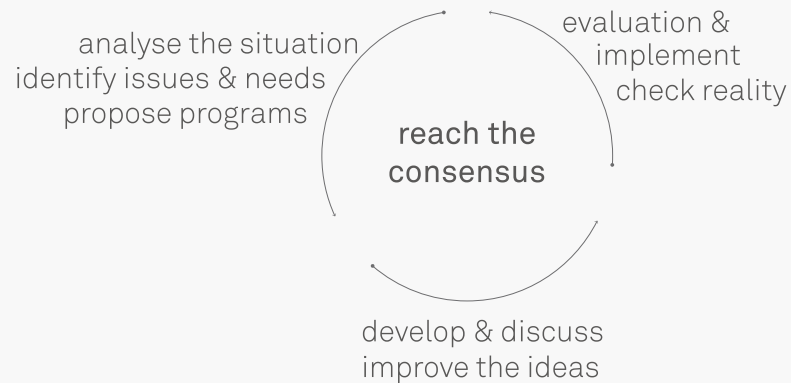 analyse the situation
identify issues & needs
propose programs
evaluation &
implement
check reality
reach the
consensus
develop & discuss
improve the ideas